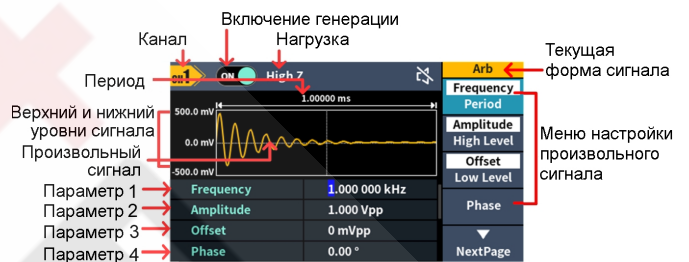 Включение генерации
Канал
Нагрузка
Текущая
форма сигнала
CH1
ON
High Z
Arb
Период
1.00000 ms
Frequency
Period
Верхний и нижний
уровни сигнала
500.0 mV
0.0 mV
-500.0 mV
Amplitude
High Level
Произвольный
сигнал
Offset
Low Level
Меню настройки
произвольного
сигнала
Параметр 1
Frequency
1.000 000 kHz
Параметр 2
Amplitude
1.000 Vpp
Phase
Параметр 3
Offset
0 mVpp
Параметр 4
Phase
0.00 °
NextPage